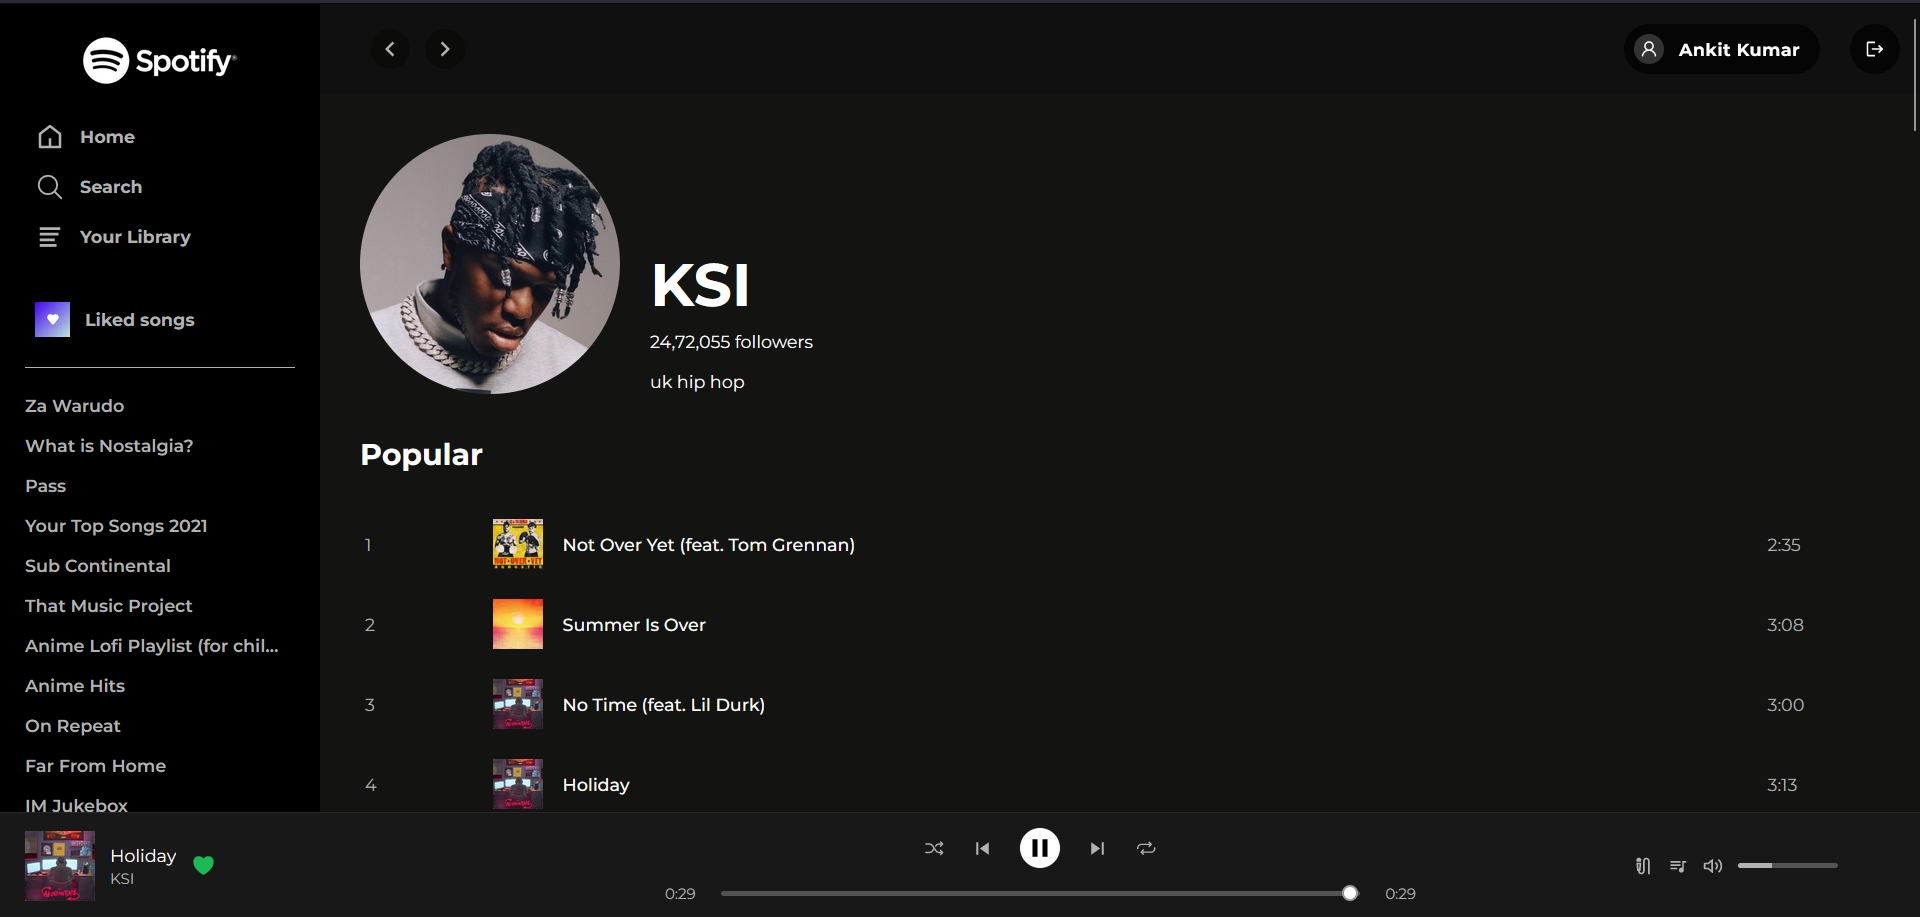 Spotify
Home
Search
Your Library
Liked songs
Za Warudo
What is Nostalgia?
Pass
Your Top Songs 2021
Sub Continental
That Music Project
Anime Lofi Playlist (for chil...
Anime Hits
On Repeat
Far From Home
IM Jukebox
Ankit Kumar
KSI
24,72,055 followers
uk hip hop
Popular
1 Not Over Yet (feat. Tom Grennan) 2:35
2 Summer Is Over 3:08
3 No Time (feat. Lil Durk) 3:00
4 Holiday 3:13
NOT OVER YET
Holiday
KSI
0:29 0:29